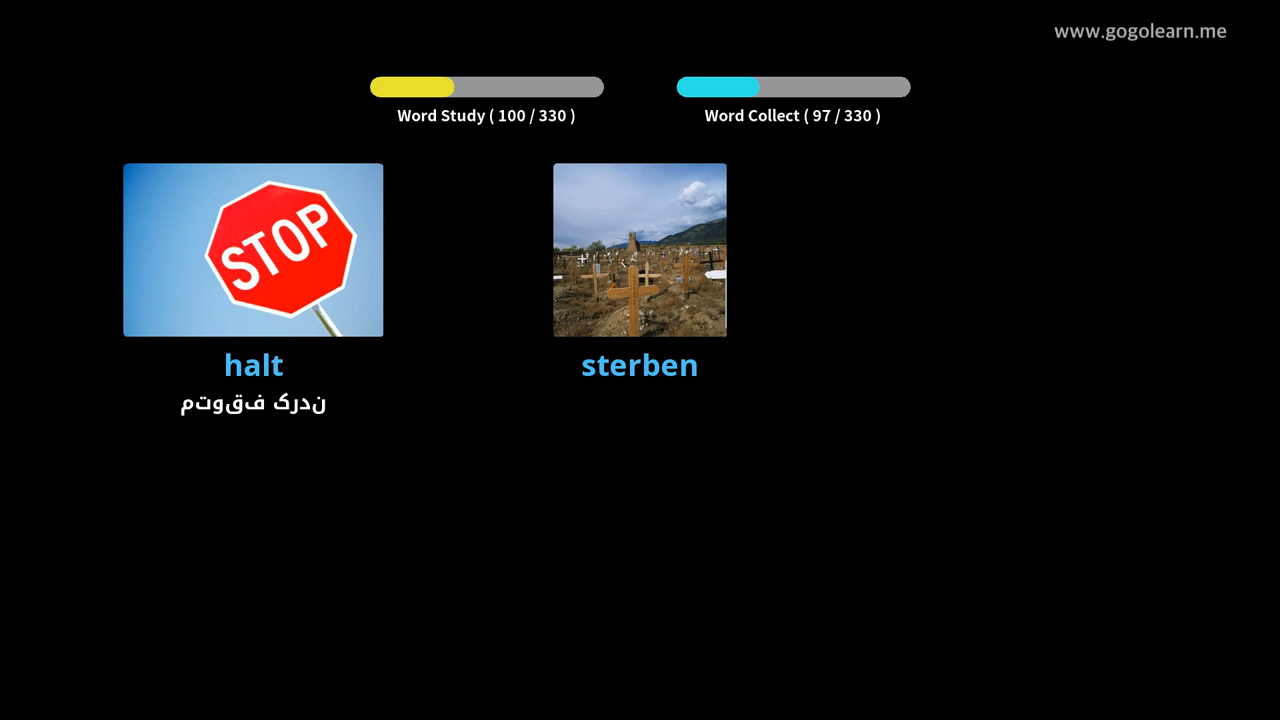 www.gogolearn.me
Word Study ( 100 / 330 )
Word Collect ( 97 / 330 )
STOP
halt
sterben
ندرک فقوتم